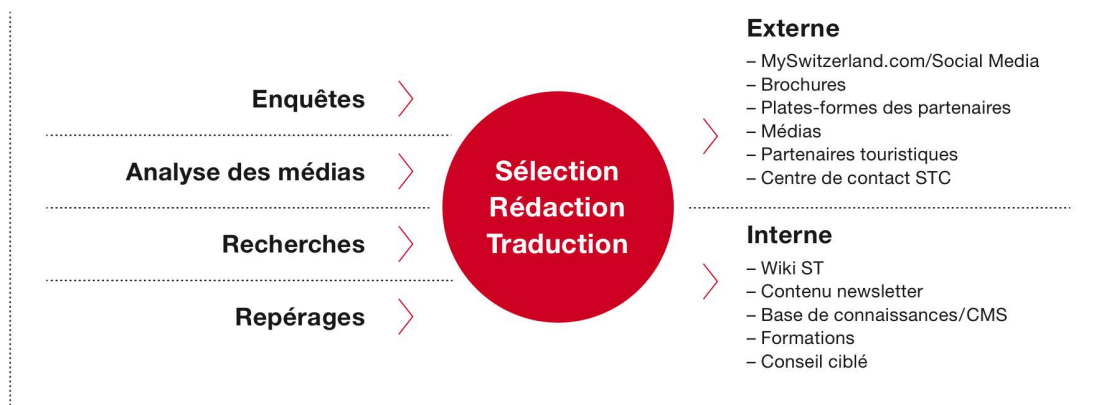 Enquêtes
Analyse des médias
Recherches
Repérages
Sélection
Rédaction
Traduction
Externe
– MySwitzerland.com/Social Media
– Brochures
– Plates-formes des partenaires
– Médias
– Partenaires touristiques
– Centre de contact STC
Interne
– Wiki ST
– Contenu newsletter
– Base de connaissances/CMS
– Formations
– Conseil ciblé